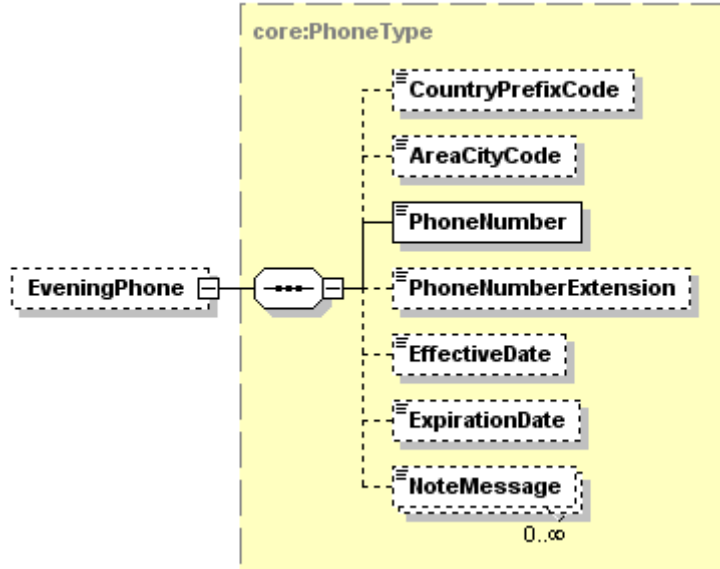 core:PhoneType
CountryPrefixCode
AreaCityCode
PhoneNumber
EveningPhone
PhoneNumberExtension
EffectiveDate
ExpirationDate
NoteMessage
0..∞